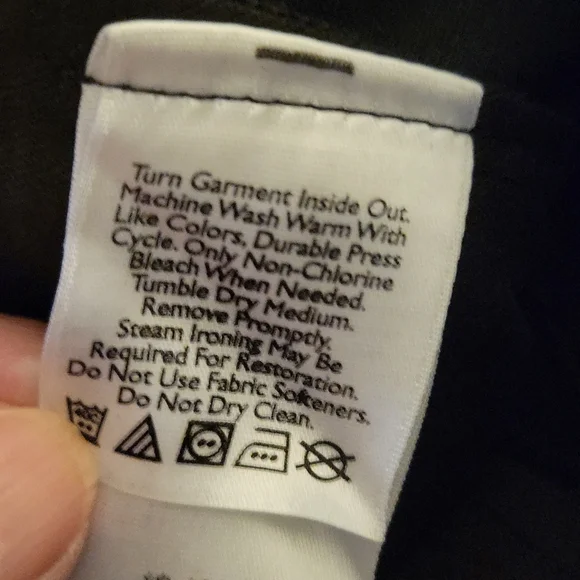 Turn Garment Inside Out.
Machine Wash Warm With
Like Colors, Durable Press
Cycle. Only Non-Chlorine
Bleach When Needed.
Tumble Dry Medium.
Remove Promptly.
Steam Ironing May Be
Required For Restoration.
Do Not Use Fabric Softeners.
Do Not Dry Clean.